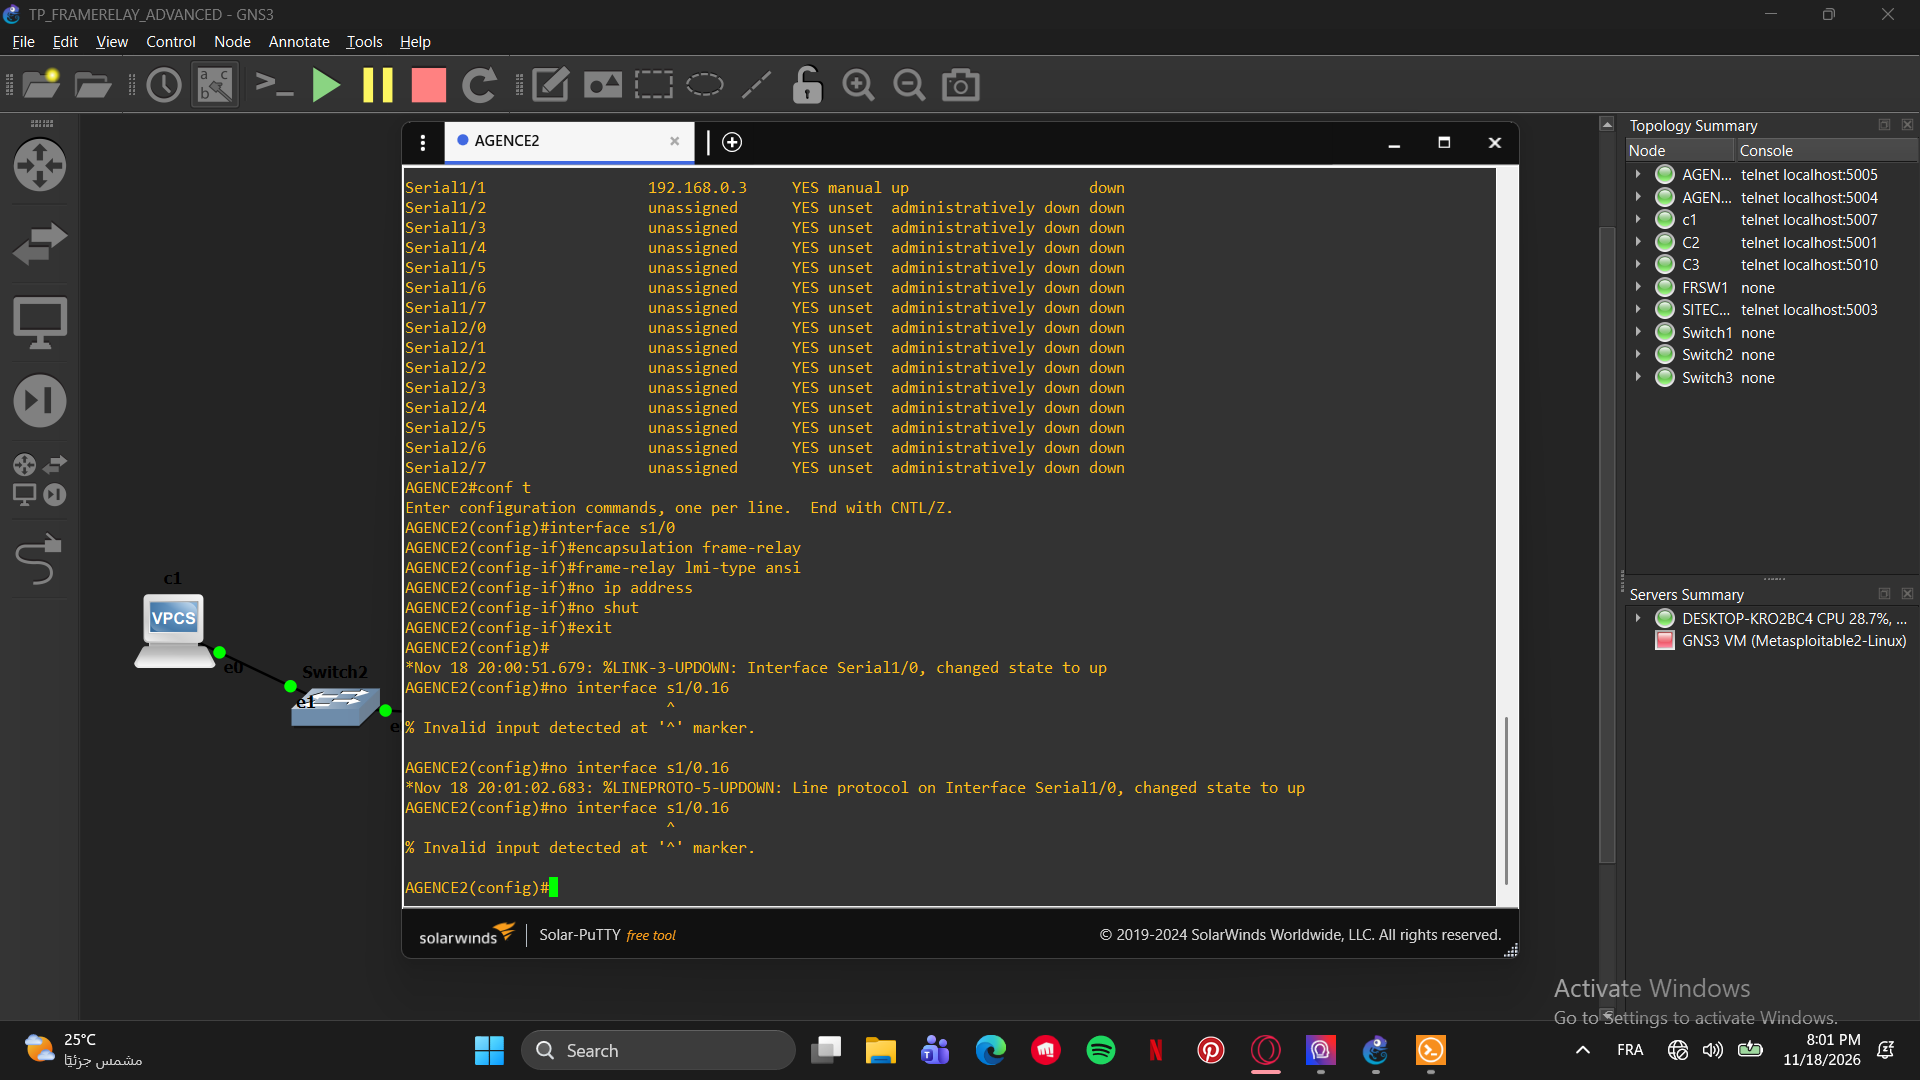 TP_FRAMERELAY_ADVANCED - GNS3
File Edit View Control Node Annotate Tools Help
AGENCE2
Serial1/1 192.168.0.3 YES manual up down
Serial1/2 unassigned YES unset administratively down down
Serial1/3 unassigned YES unset administratively down down
Serial1/4 unassigned YES unset administratively down down
Serial1/5 unassigned YES unset administratively down down
Serial1/6 unassigned YES unset administratively down down
Serial1/7 unassigned YES unset administratively down down
Serial2/0 unassigned YES unset administratively down down
Serial2/1 unassigned YES unset administratively down down
Serial2/2 unassigned YES unset administratively down down
Serial2/3 unassigned YES unset administratively down down
Serial2/4 unassigned YES unset administratively down down
Serial2/5 unassigned YES unset administratively down down
Serial2/6 unassigned YES unset administratively down down
Serial2/7 unassigned YES unset administratively down down
AGENCE2#conf t
Enter configuration commands, one per line. End with CNTL/Z.
AGENCE2(config)#interface s1/0
AGENCE2(config-if)#encapsulation frame-relay
AGENCE2(config-if)#frame-relay lmi-type ansi
AGENCE2(config-if)#no ip address
AGENCE2(config-if)#no shut
AGENCE2(config-if)#exit
AGENCE2(config)#
*Nov 18 20:00:51.679: %LINK-3-UPDOWN: Interface Serial1/0, changed state to up
AGENCE2(config)#no interface s1/0.16
^
% Invalid input detected at '^' marker.
AGENCE2(config)#no interface s1/0.16
*Nov 18 20:01:02.683: %LINEPROTO-5-UPDOWN: Line protocol on Interface Serial1/0, changed state to up
AGENCE2(config)#no interface s1/0.16
^
% Invalid input detected at '^' marker.
AGENCE2(config)#
solarwinds Solar-PuTTY free tool © 2019-2024 SolarWinds Worldwide, LLC. All rights reserved.
c1
VPCS
e0
Switch2
e1
e
Topology Summary
Node Console
AGEN... telnet localhost:5005
AGEN... telnet localhost:5004
c1 telnet localhost:5007
C2 telnet localhost:5001
C3 telnet localhost:5010
FRSW1 none
SITEC... telnet localhost:5003
Switch1 none
Switch2 none
Switch3 none
Servers Summary
DESKTOP-KRO2BC4 CPU 28.7%, ...
GNS3 VM (Metasploitable2-Linux)
Activate Windows
Go to Settings to activate Windows.
25°C
مشمس جزئيًا
Search
FRA
8:01 PM
11/18/2026